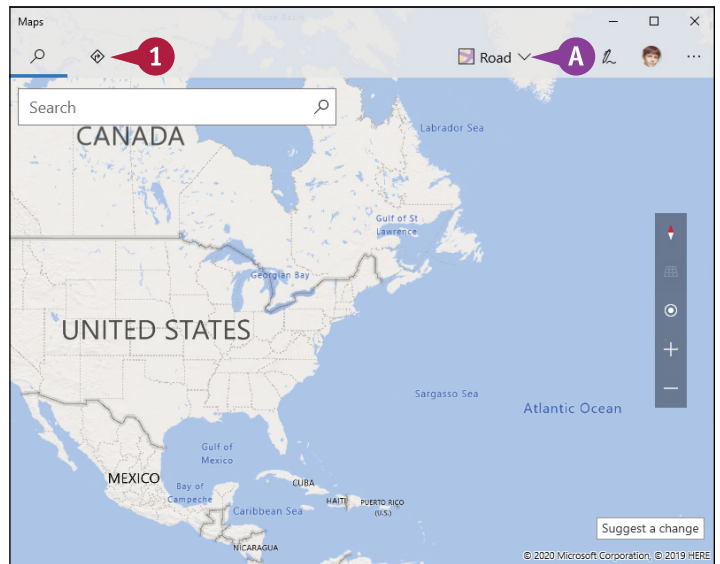 Maps
1
Road
A
Search
CANADA
Labrador Sea
Gulf of St
Lawrence
Georgian Bay
UNITED STATES
Sargasso Sea
Atlantic Ocean
Gulf of
Mexico
MEXICO
Bay of
Campeche
CUBA
HAITI
PUERTO RICO
(U.S.)
Caribbean Sea
Suggest a change
NICARAGUA
© 2020 Microsoft Corporation, © 2019 HERE